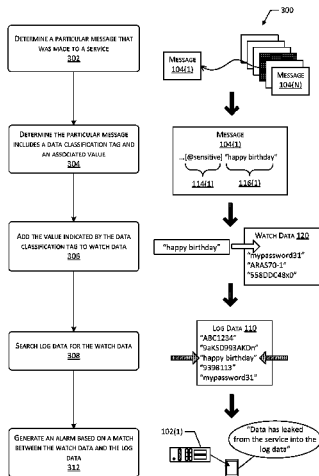 300
DETERMINE A PARTICULAR MESSAGE THAT WAS MADE TO A SERVICE
302
MESSAGE
104(1)
MESSAGE
104(N)
DETERMINE THE PARTICULAR MESSAGE INCLUDES A DATA CLASSIFICATION TAG AND AN ASSOCIATED VALUE
304
MESSAGE
104(1)
...[@sensitive] "happy birthday"
114(1)
116(1)
ADD THE VALUE INDICATED BY THE DATA CLASSIFICATION TAG TO WATCH DATA
306
"happy birthday"
WATCH DATA 120
"mypassword31"
"ARAS70-1"
"558DDC48x0"
SEARCH LOG DATA FOR THE WATCH DATA
308
LOG DATA 110
"ABC1234"
"9aKSD993AKDn"
"happy birthday"
"9398113"
"mypassword31"
GENERATE AN ALARM BASED ON A MATCH BETWEEN THE WATCH DATA AND THE LOG DATA
312
102(1)
"Data has leaked from the service into the log data"